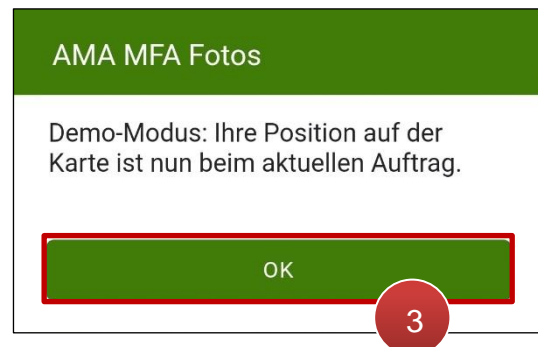 AMA MFA Fotos
Demo-Modus: Ihre Position auf der
Karte ist nun beim aktuellen Auftrag.
OK
3